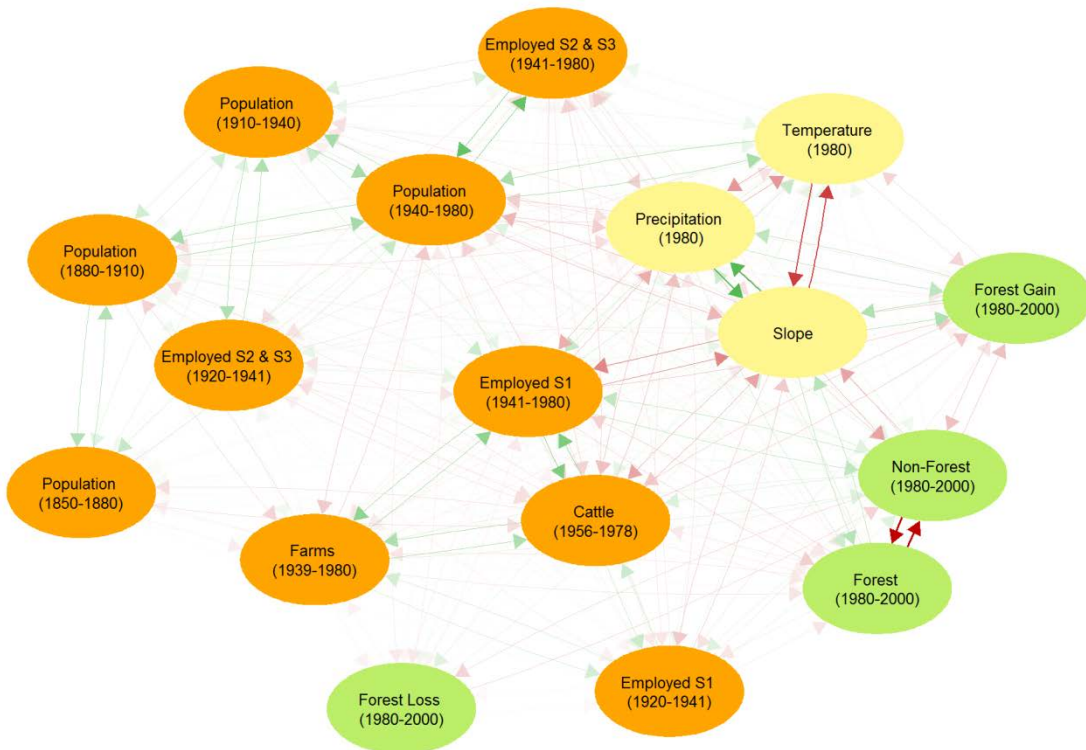 Employed S2 & S3
(1941-1980)
Population
(1910-1940)
Temperature
(1980)
Population
(1940-1980)
Precipitation
(1980)
Population
(1880-1910)
Forest Gain
(1980-2000)
Slope
Employed S2 & S3
(1920-1941)
Employed S1
(1941-1980)
Non-Forest
(1980-2000)
Population
(1850-1880)
Cattle
(1956-1978)
Farms
(1939-1980)
Forest
(1980-2000)
Employed S1
(1920-1941)
Forest Loss
(1980-2000)